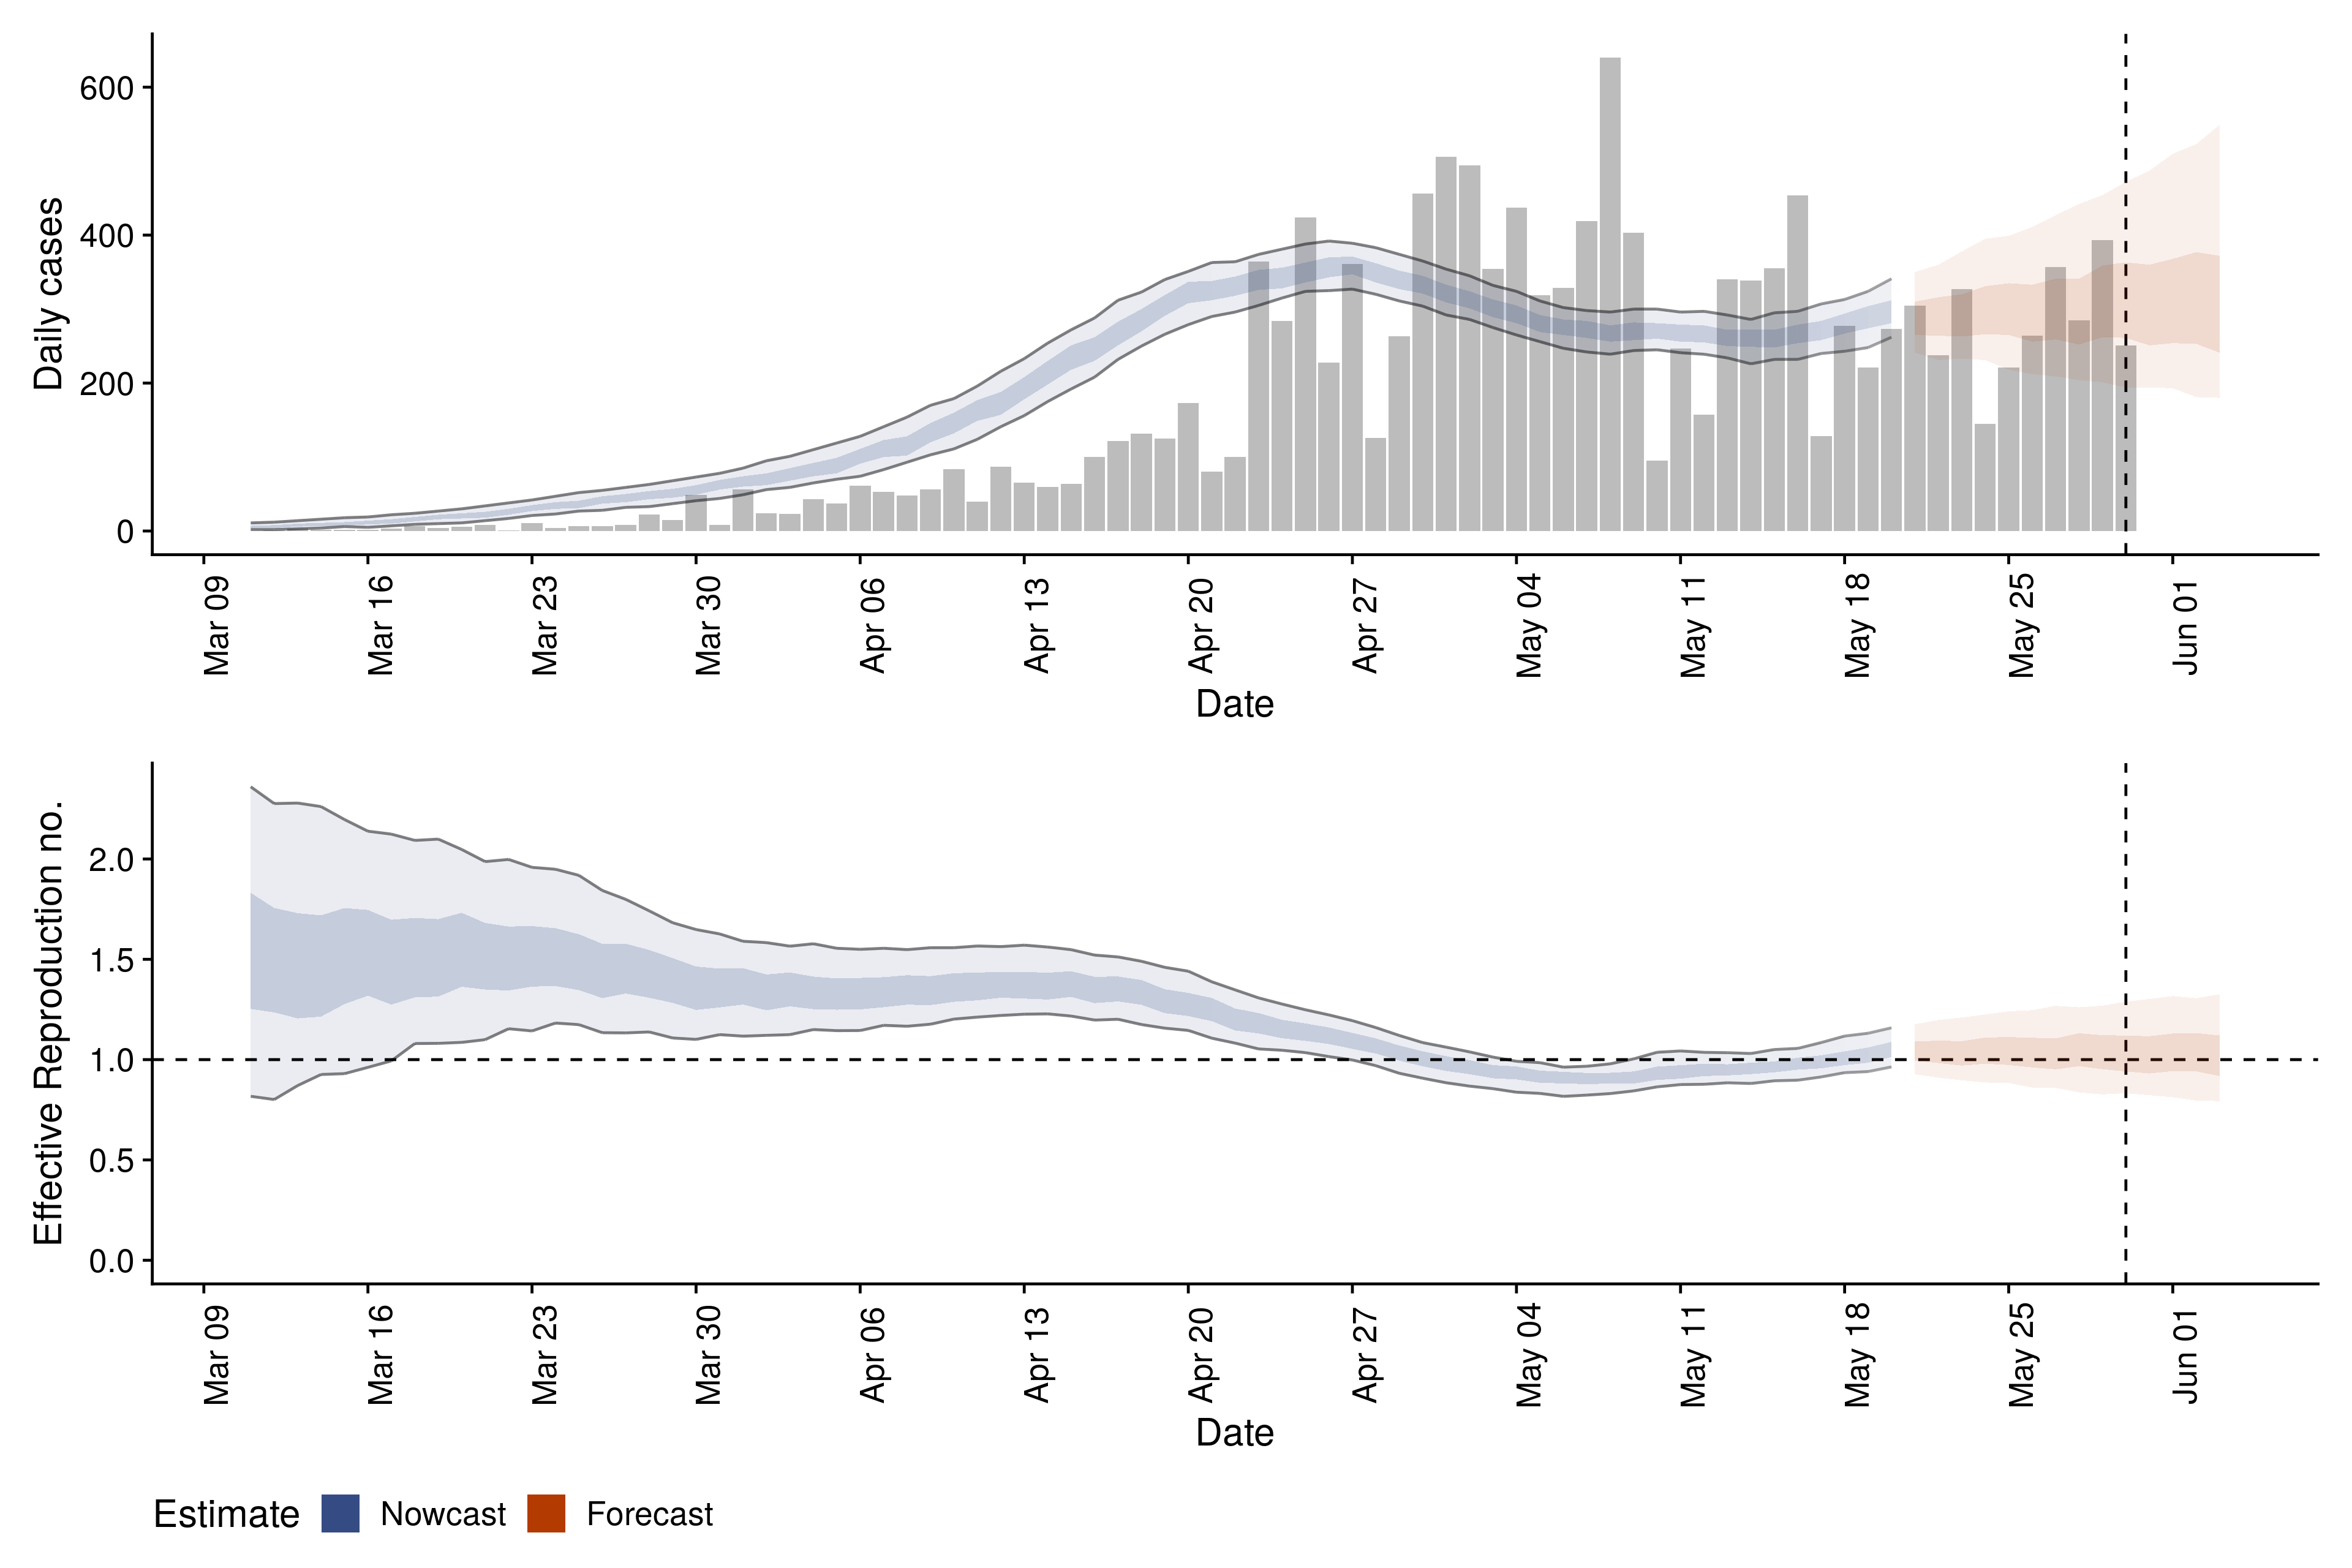 Daily cases
600
400
200
0
Mar 09
Mar 16
Mar 23
Mar 30
Apr 06
Apr 13
Apr 20
Apr 27
May 04
May 11
May 18
May 25
Jun 01
Date
Effective Reproduction no.
2.0
1.5
1.0
0.5
0.0
Mar 09
Mar 16
Mar 23
Mar 30
Apr 06
Apr 13
Apr 20
Apr 27
May 04
May 11
May 18
May 25
Jun 01
Date
Estimate Nowcast Forecast